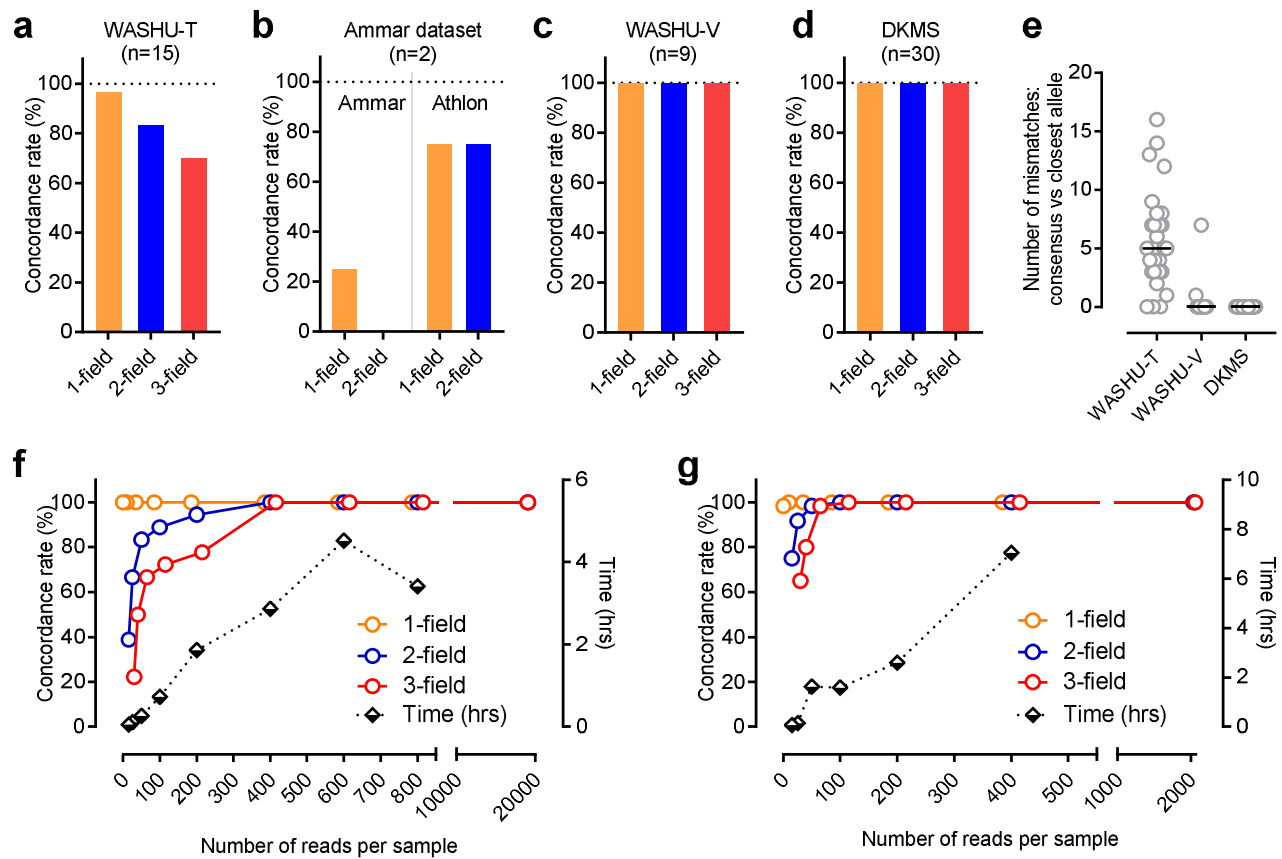 a
WASHU-T
(n=15)
Concordance rate (%)
100
80
60
40
20
0
1-field
2-field
3-field
b
Ammar dataset
(n=2)
Concordance rate (%)
100
80
60
40
20
0
Ammar
Athlon
1-field
2-field
1-field
2-field
c
WASHU-V
(n=9)
Concordance rate (%)
100
80
60
40
20
0
1-field
2-field
3-field
d
DKMS
(n=30)
Concordance rate (%)
100
80
60
40
20
0
1-field
2-field
3-field
e
Number of mismatches:
consensus vs closest allele
20
15
10
5
0
WASHU-T
WASHU-V
DKMS
f
Concordance rate (%)
100
80
60
40
20
0
6
4
2
0
Time (hrs)
1-field
2-field
3-field
Time (hrs)
0
100
200
300
400
500
600
700
800
10000
20000
Number of reads per sample
g
Concordance rate (%)
100
80
60
40
20
0
10
8
6
4
2
0
Time (hrs)
1-field
2-field
3-field
Time (hrs)
0
100
200
300
400
500
1000
2000
Number of reads per sample